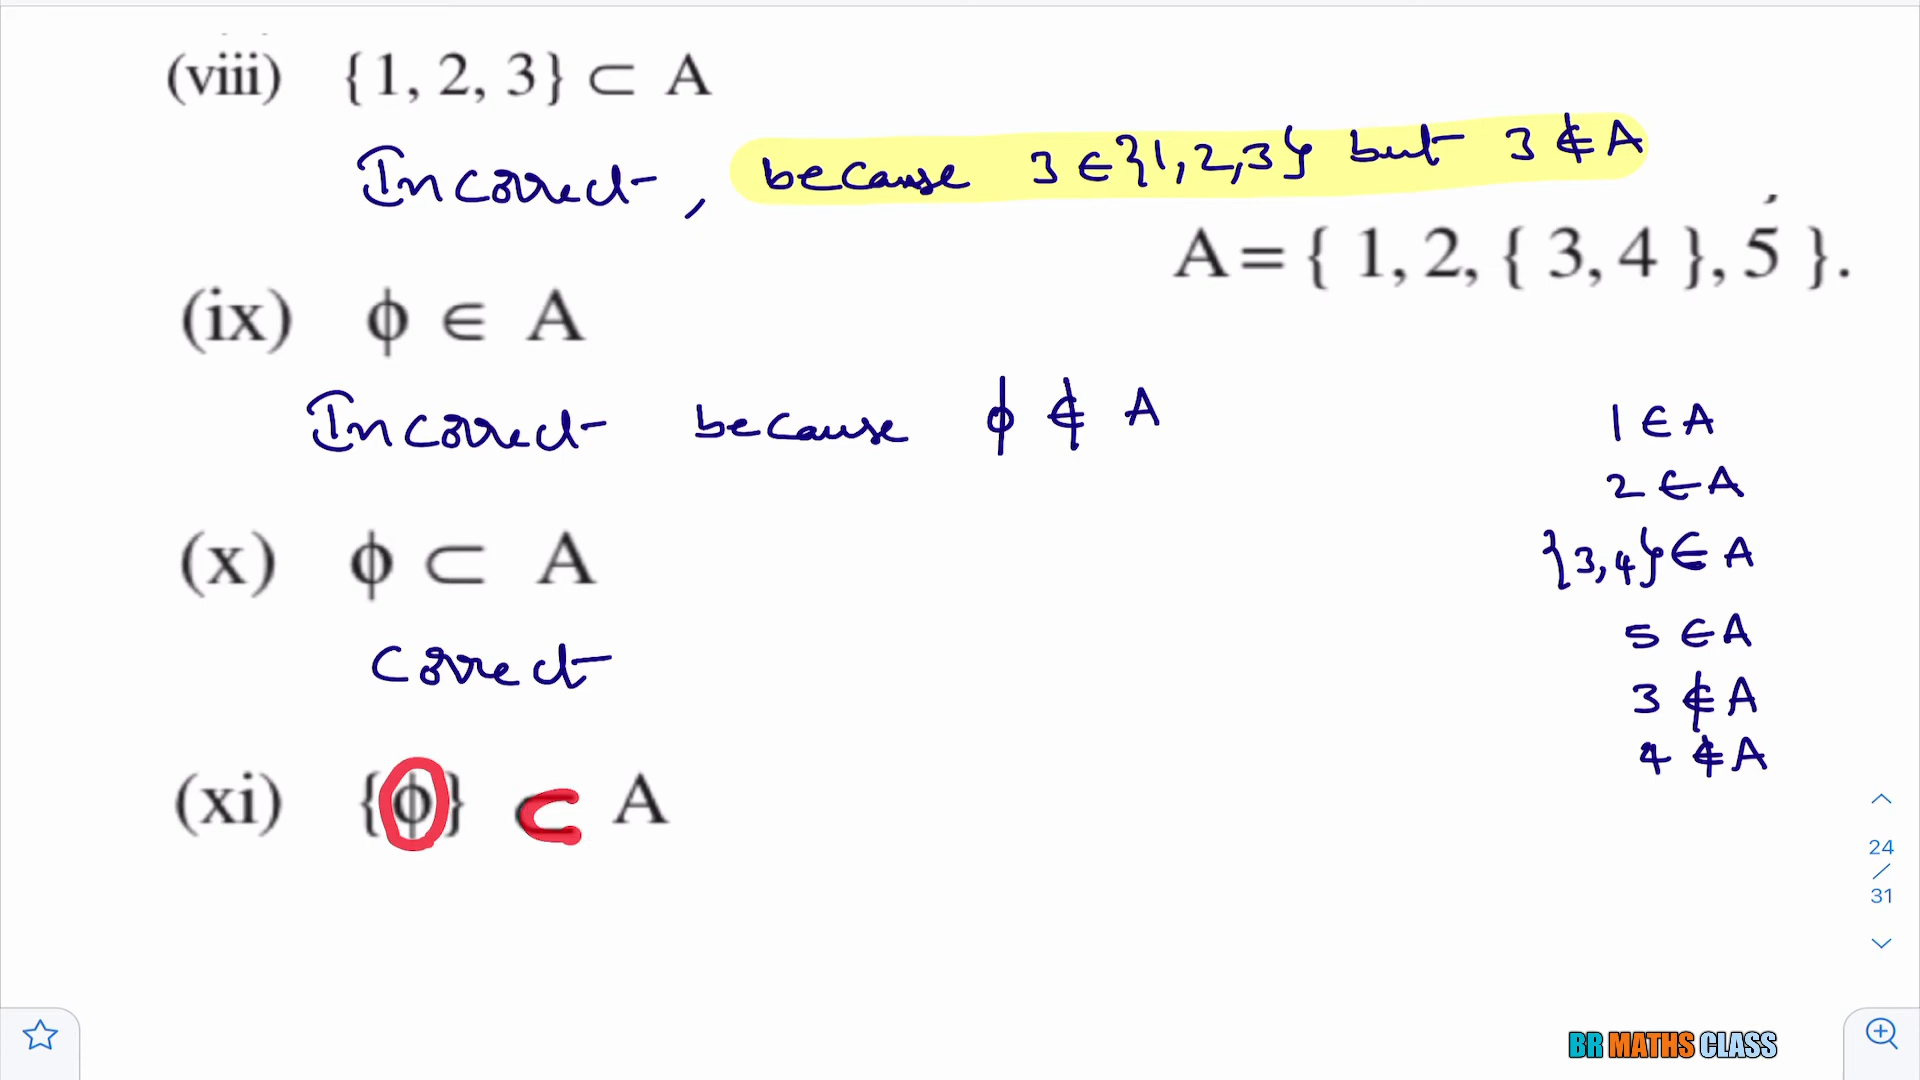 (viii) {1, 2, 3} ⊂ A
Incorrect, because 3 ∈ {1,2,3} but 3 ∉ A
A = { 1, 2, { 3, 4 }, 5 }.
(ix) ϕ ∈ A
Incorrect because ϕ ∉ A
1 ∈ A
2 ∈ A
(x) ϕ ⊂ A
{3,4} ∈ A
Correct
5 ∈ A
3 ∉ A
4 ∉ A
(xi) {ϕ} ⊂ A
24
/
31
BR MATHS CLASS